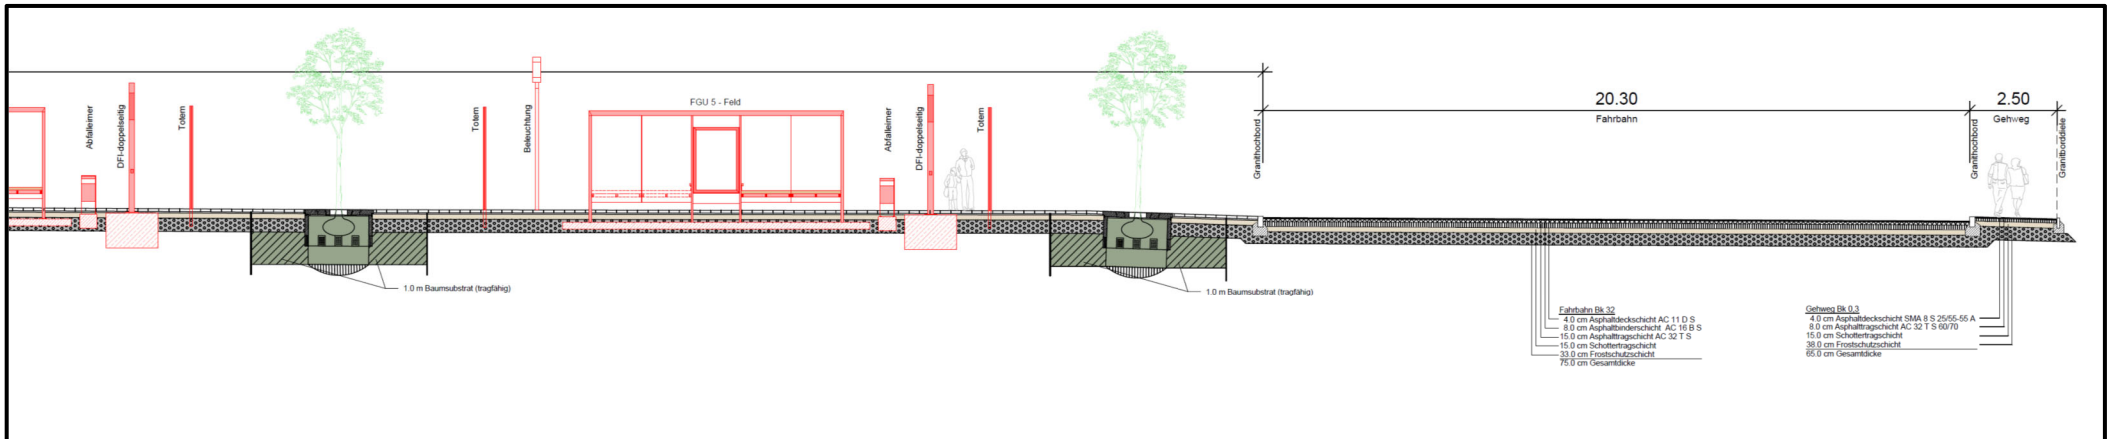 Abfalleimer
DFI-doppelseitig
Totem
Totem
Beleuchtung
FGU 5 - Feld
Abfalleimer
DFI-doppelseitig
Totem
Granithochbord
20.30
Fahrbahn
Granithochbord
2.50
Gehweg
Granitborddiele
1.0 m Baumsubstrat (tragfähig)
1.0 m Baumsubstrat (tragfähig)
Fahrbahn Bk 32
4.0 cm Asphaltdeckschicht AC 11 D S
8.0 cm Asphaltbinderschicht AC 16 B S
15.0 cm Asphalttragschicht AC 32 T S
15.0 cm Schottertragschicht
33.0 cm Frostschutzschicht
75.0 cm Gesamtdicke
Gehweg Bk 0,3
4.0 cm Asphaltdeckschicht SMA 8 S 25/55-55 A
8.0 cm Asphalttragschicht AC 32 T S 60/70
15.0 cm Schottertragschicht
38.0 cm Frostschutzschicht
65.0 cm Gesamtdicke